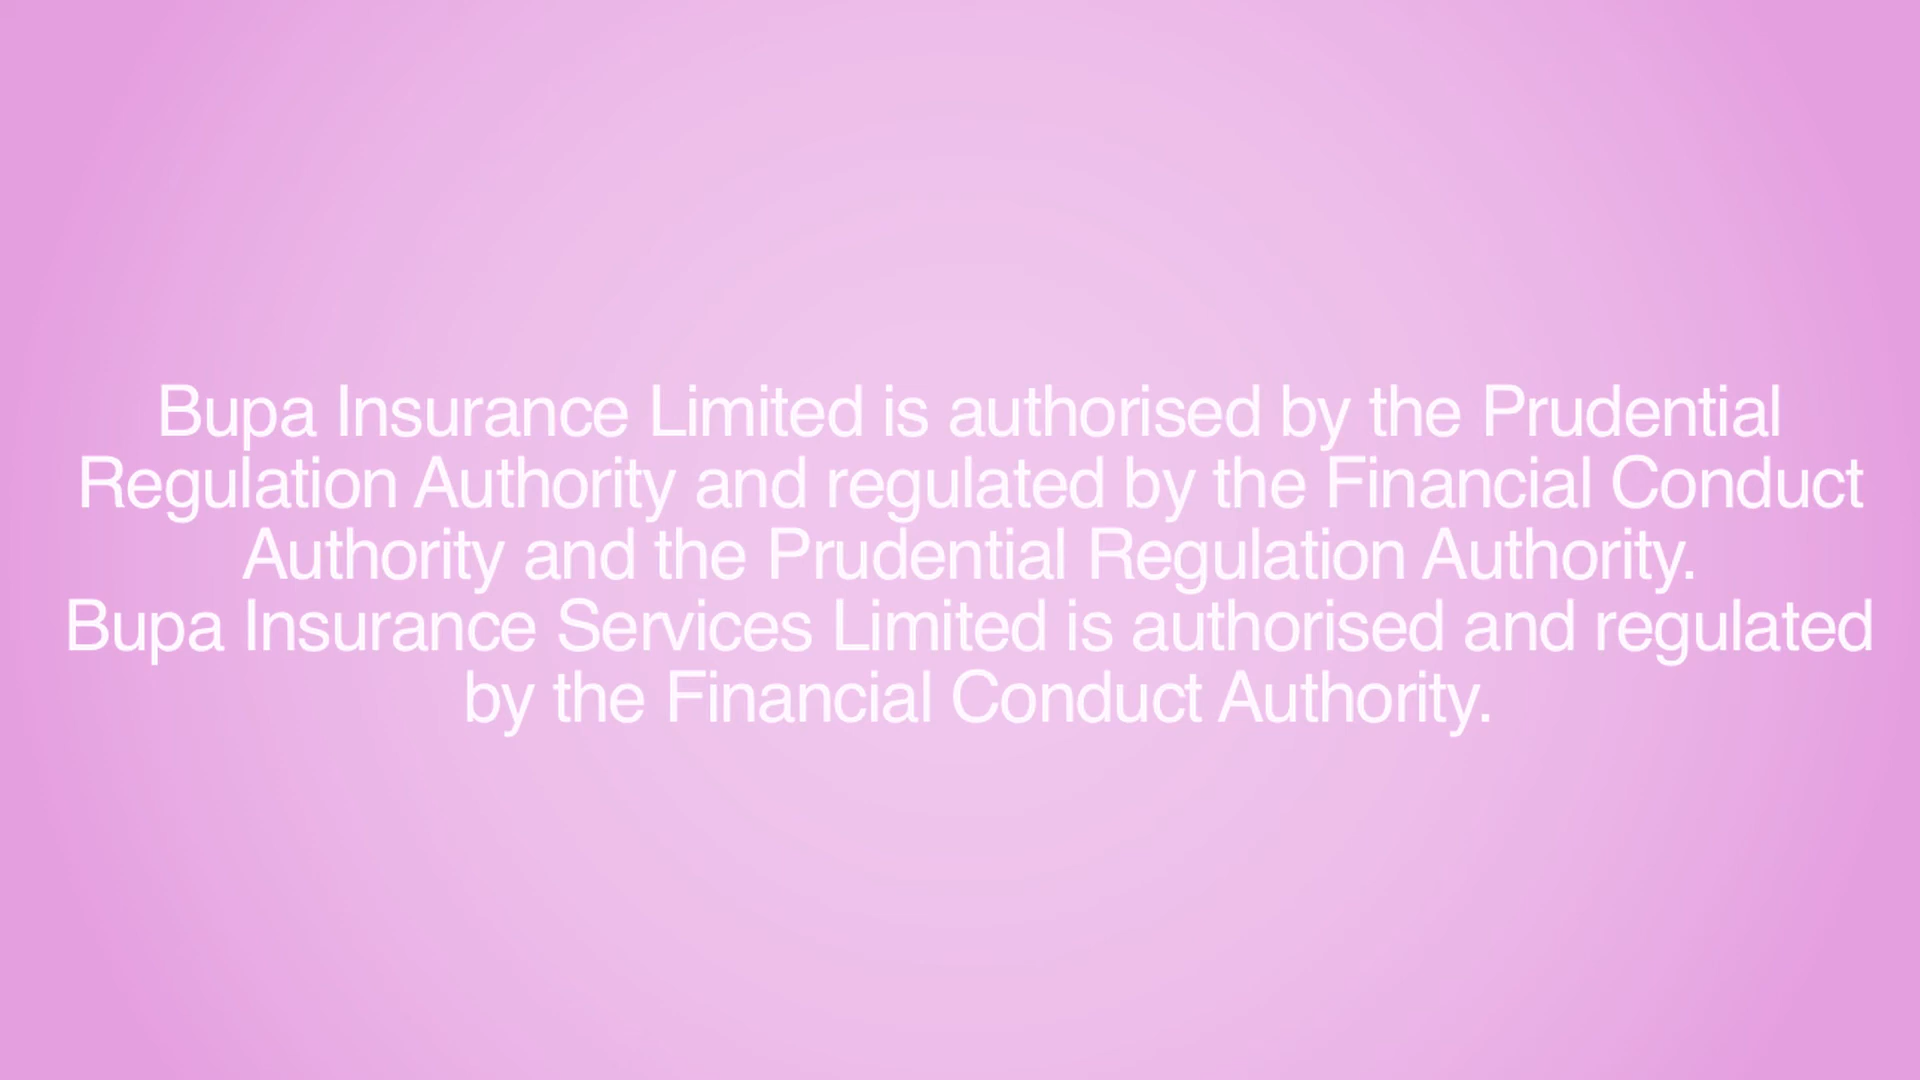 Bupa Insurance Limited is authorised by the Prudential
Regulation Authority and regulated by the Financial Conduct
Authority and the Prudential Regulation Authority.
Bupa Insurance Services Limited is authorised and regulated
by the Financial Conduct Authority.